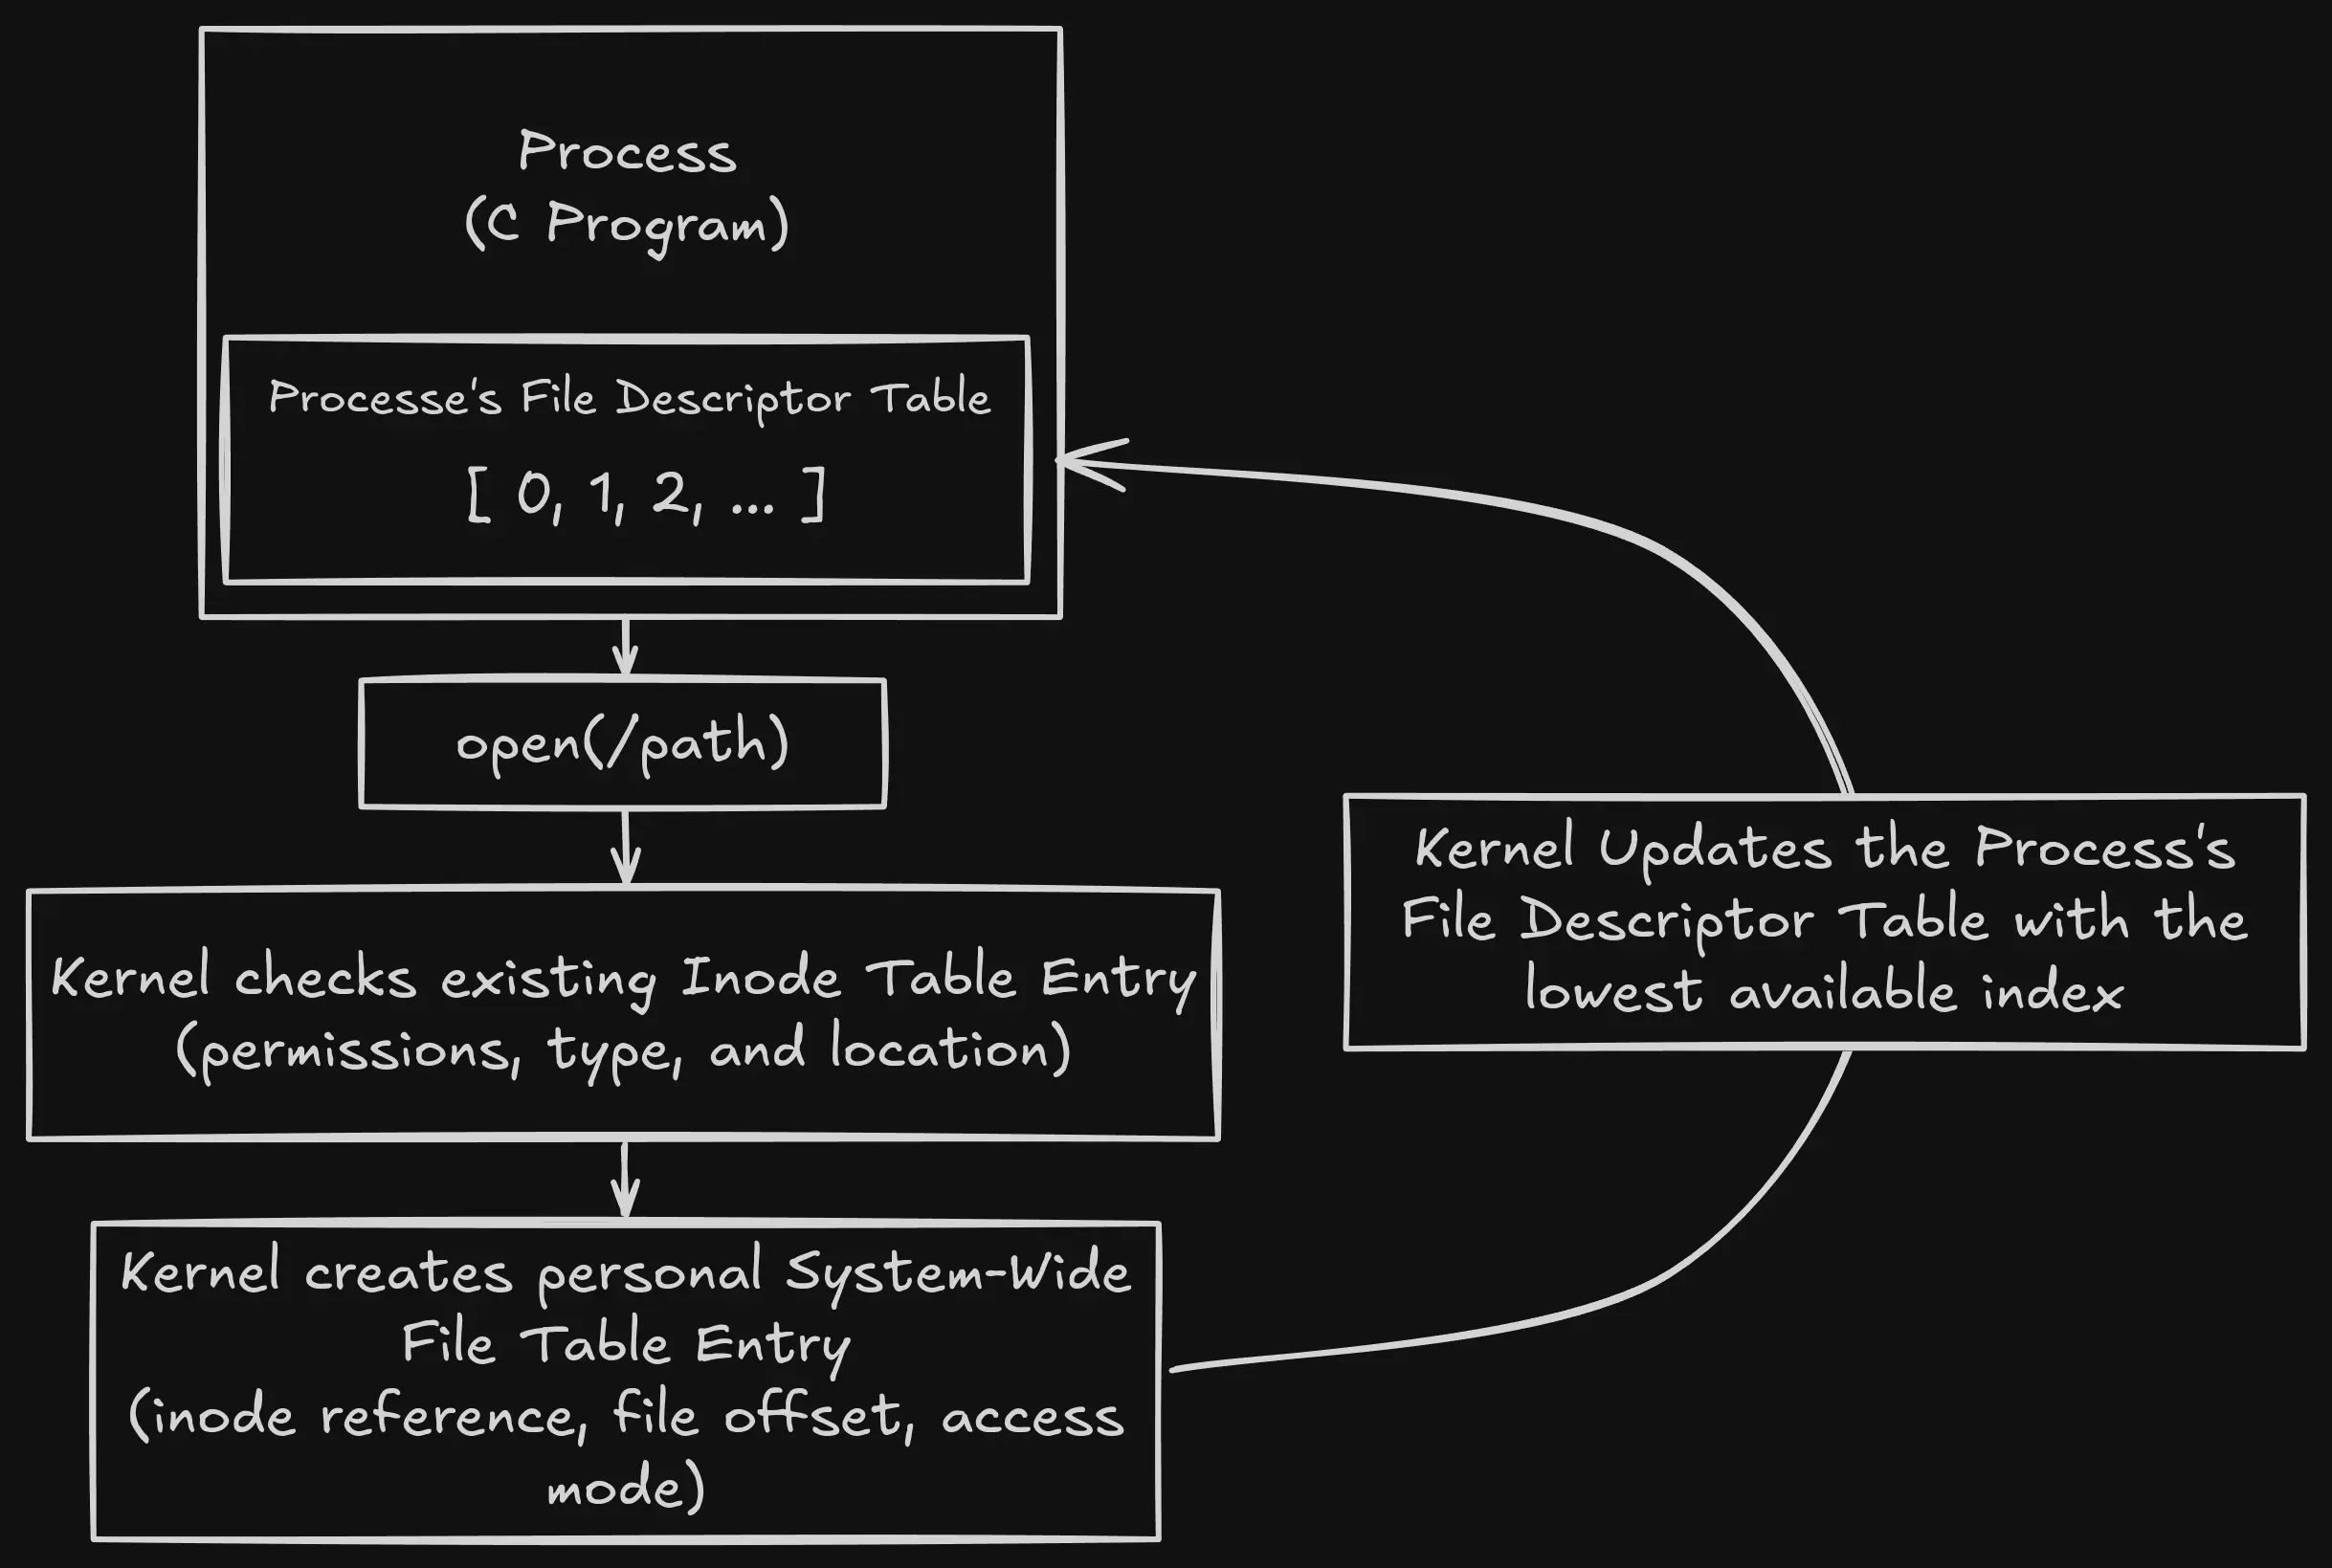 Process
(C Program)
Processe's File Descriptor Table
[ 0, 1, 2, ... ]
open(/path)
Kernel checks existing Inode Table Entry
(permissions, type, and location)
Kernel creates personal System-Wide
File Table Entry
(inode reference, file offset, access
mode)
Kernel Updates the Process's
File Descriptor Table with the
lowest available index